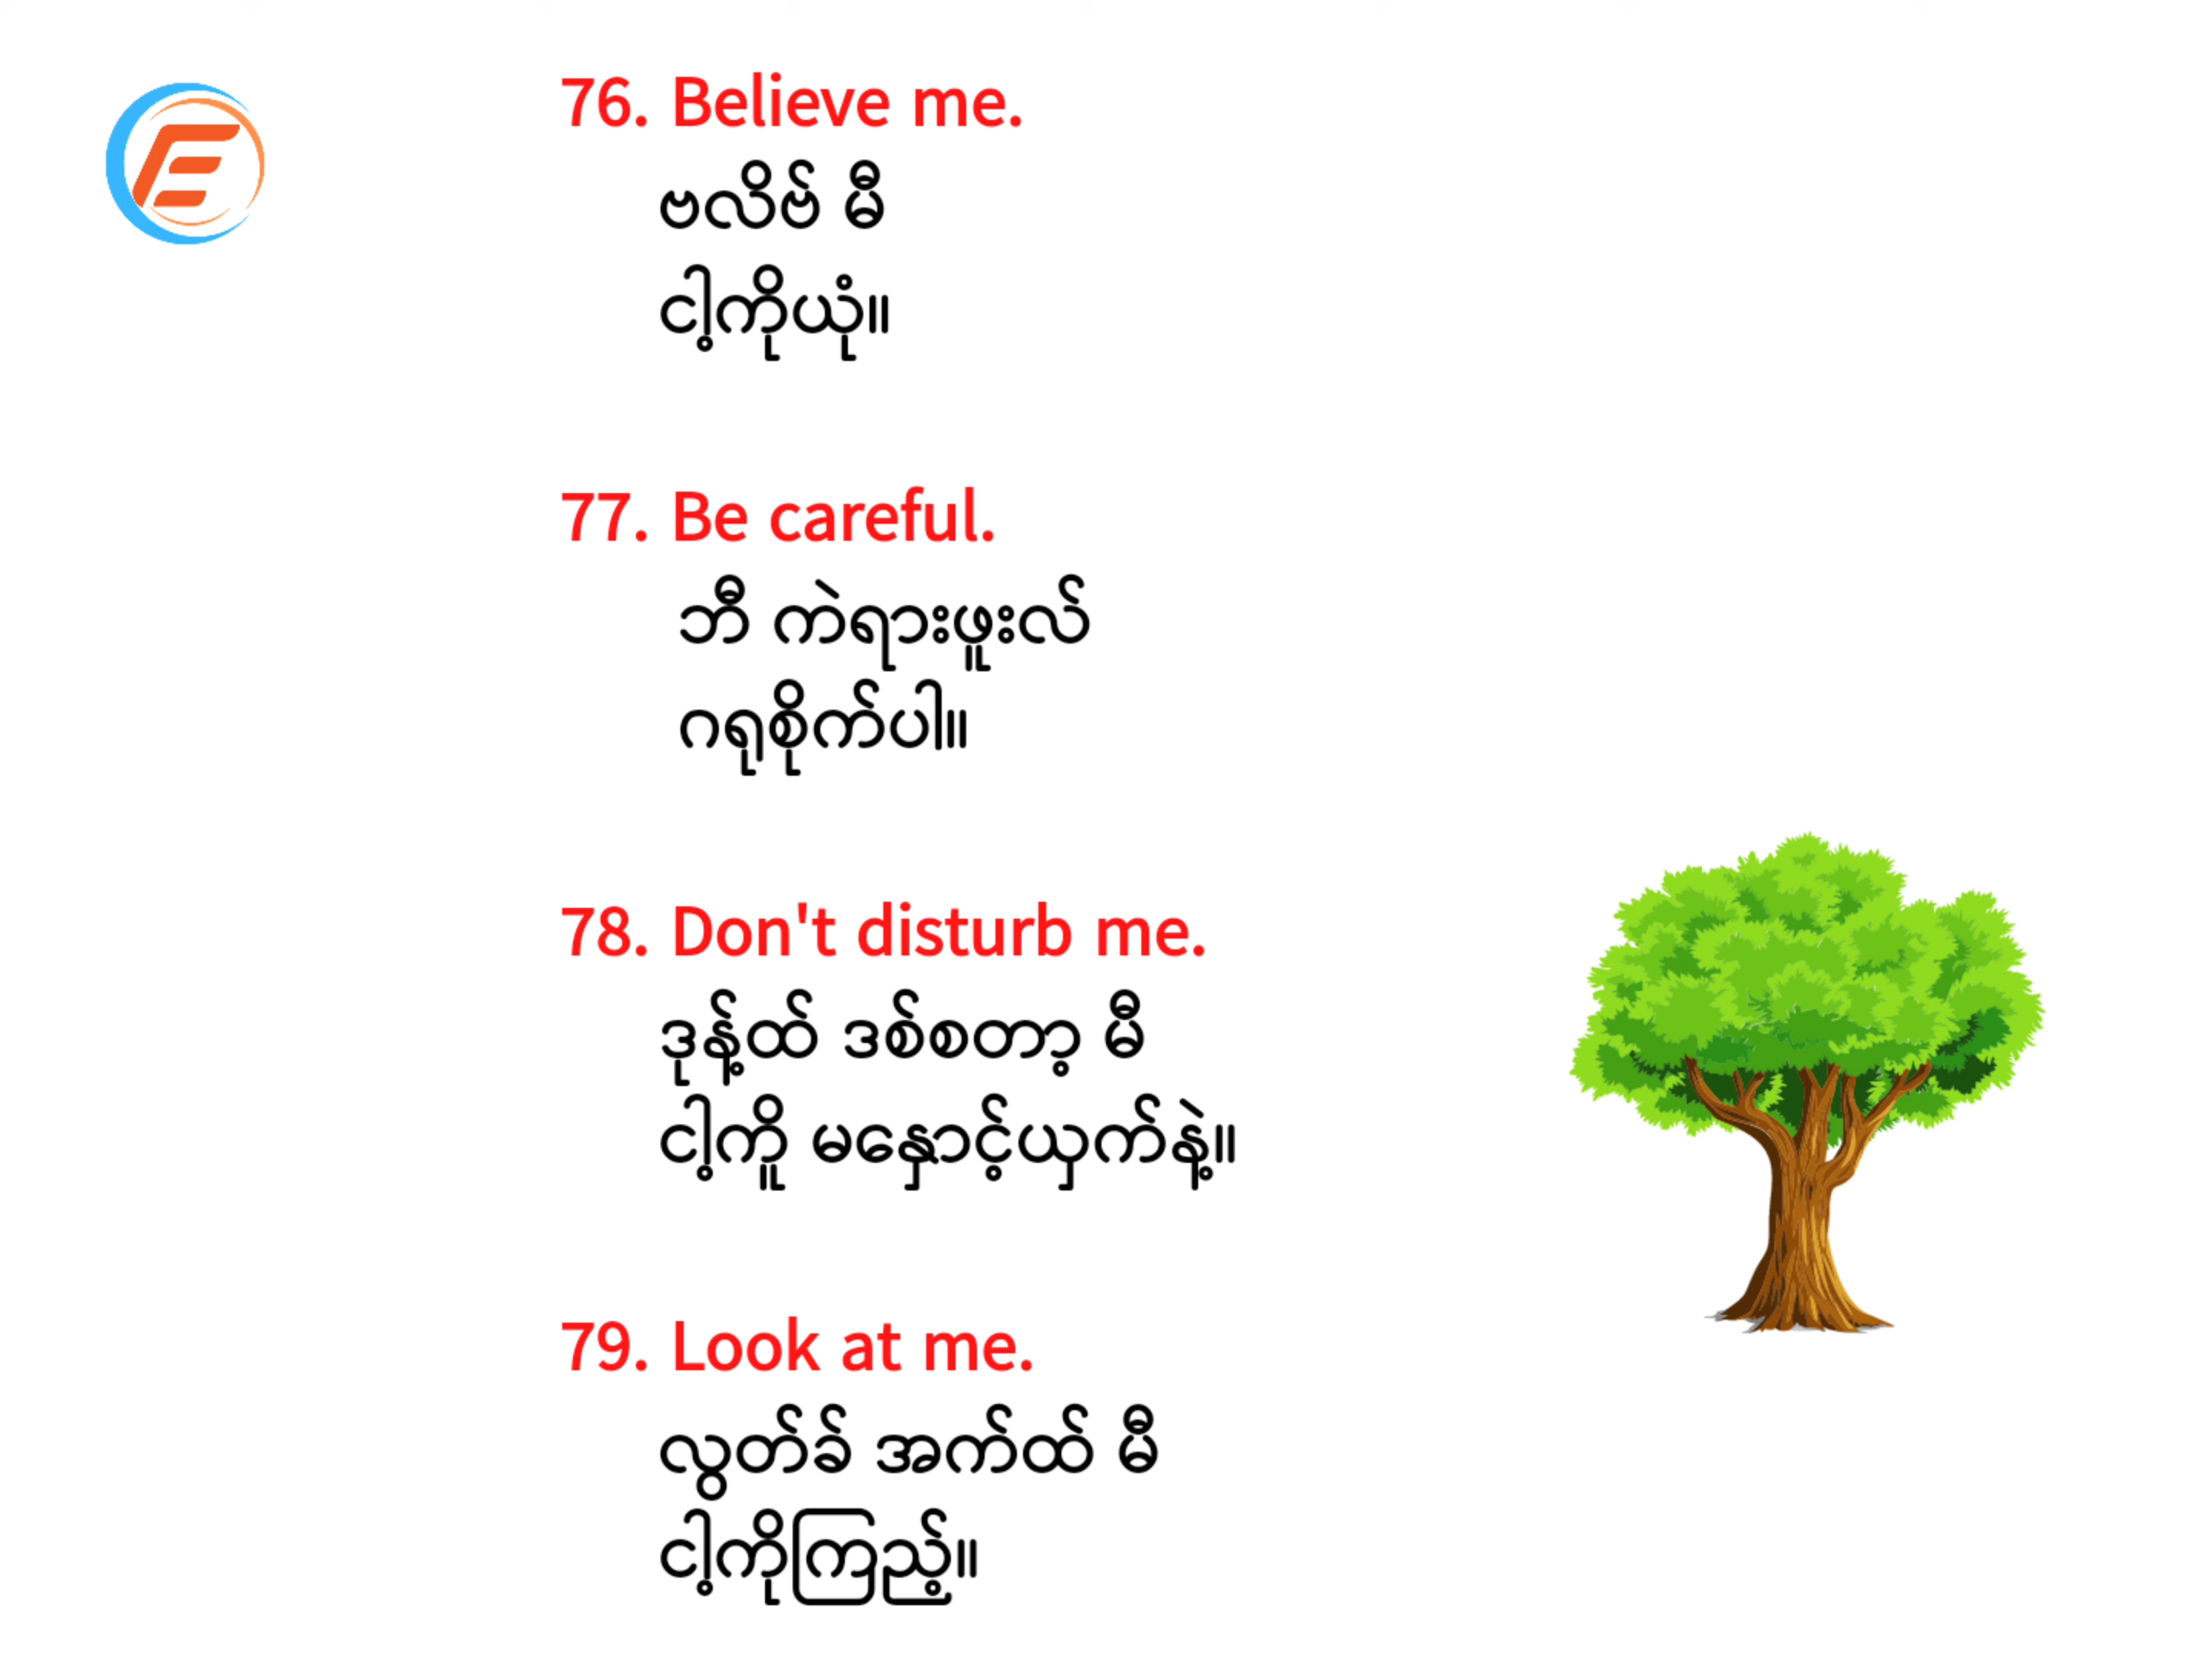 76. Believe me.
ဗလိဗ် မီ
ငါ့ကိုယုံ။
77. Be careful.
ဘီ ကဲရားဖူးလ်
ဂရုစိုက်ပါ။
78. Don't disturb me.
ဒုန့်ထ် ဒစ်စတာ့ မီ
ငါ့ကိူ မနှောင့်ယှက်နဲ့။
79. Look at me.
လွတ်ခ် အက်ထ် မီ
ငါ့ကိုကြည့်။